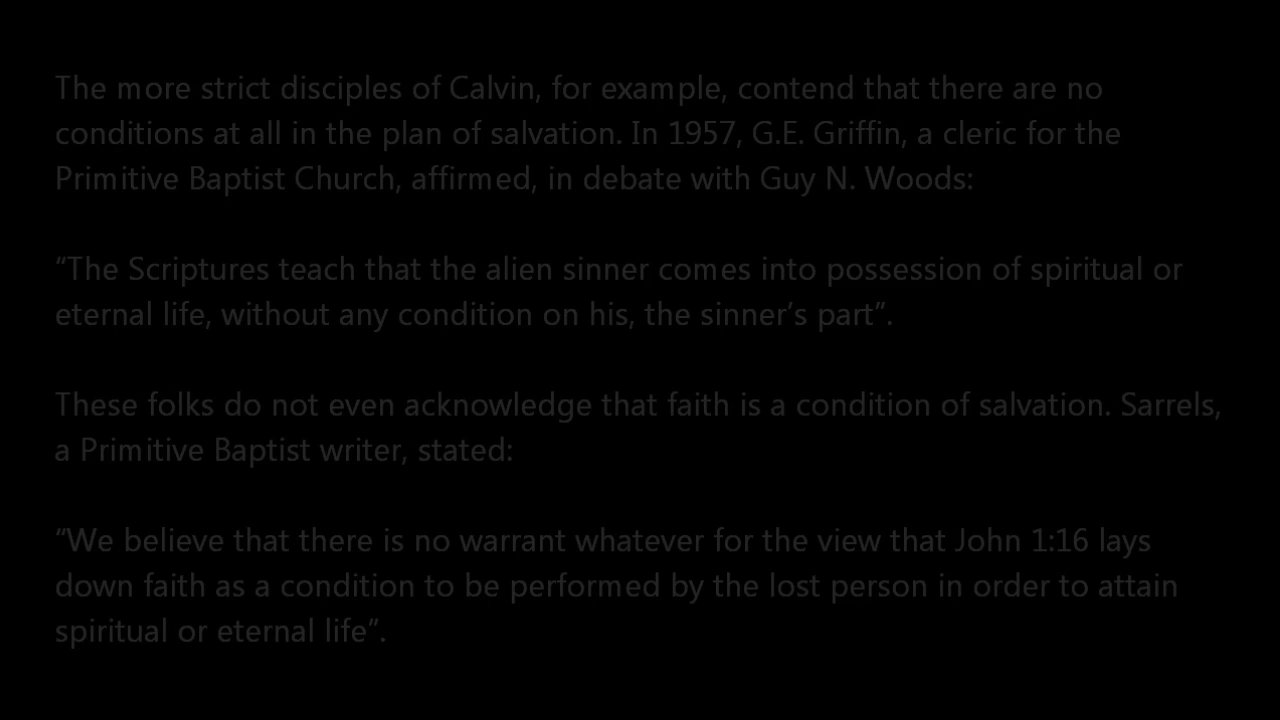 The more strict disciples of Calvin, for example, contend that there are no
conditions at all in the plan of salvation. In 1957, G.E. Griffin, a cleric for the
Primitive Baptist Church, affirmed, in debate with Guy N. Woods:
“The Scriptures teach that the alien sinner comes into possession of spiritual or
eternal life, without any condition on his, the sinner’s part”.
These folks do not even acknowledge that faith is a condition of salvation. Sarrels,
a Primitive Baptist writer, stated:
“We believe that there is no warrant whatever for the view that John 1:16 lays
down faith as a condition to be performed by the lost person in order to attain
spiritual or eternal life”.